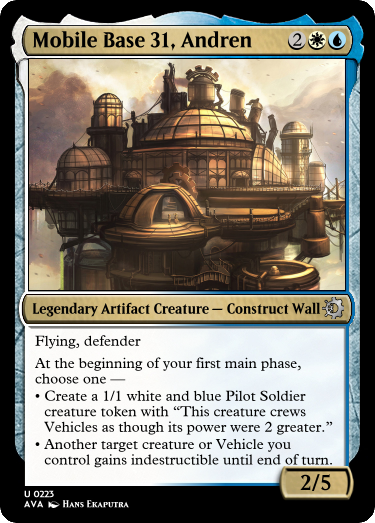 Mobile Base 31, Andren 2
Legendary Artifact Creature — Construct Wall
Flying, defender
At the beginning of your first main phase,
choose one —
• Create a 1/1 white and blue Pilot Soldier
creature token with “This creature crews
Vehicles as though its power were 2 greater.”
• Another target creature or Vehicle you
control gains indestructible until end of turn.
2/5
U 0223
AVA Hans Ekaputra